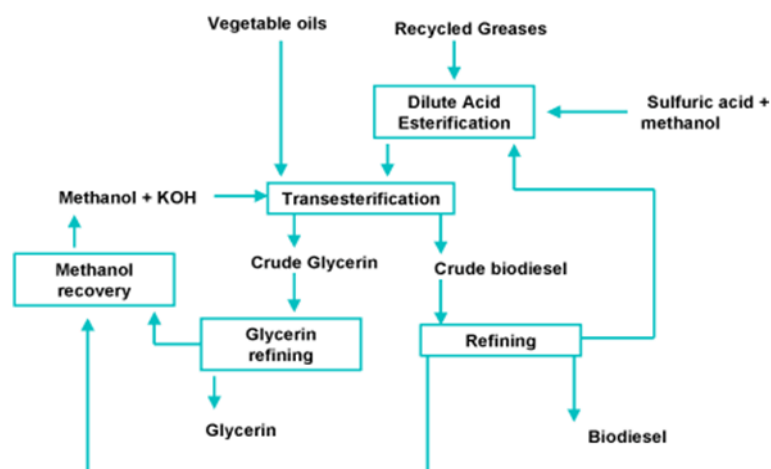 Vegetable oils
Recycled Greases
Dilute Acid
Esterification
Sulfuric acid +
methanol
Methanol + KOH
Transesterification
Methanol
recovery
Crude Glycerin
Crude biodiesel
Glycerin
refining
Refining
Glycerin
Biodiesel